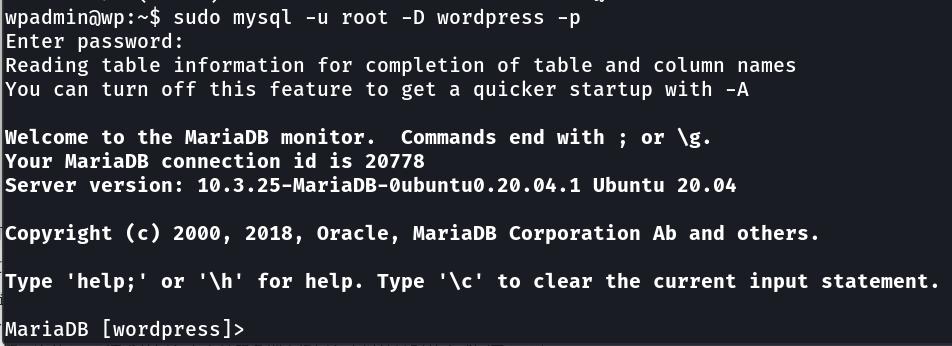 wpadmin@wp:~$ sudo mysql -u root -D wordpress -p
Enter password:
Reading table information for completion of table and column names
You can turn off this feature to get a quicker startup with -A
Welcome to the MariaDB monitor.  Commands end with ; or \g.
Your MariaDB connection id is 20778
Server version: 10.3.25-MariaDB-0ubuntu0.20.04.1 Ubuntu 20.04
Copyright (c) 2000, 2018, Oracle, MariaDB Corporation Ab and others.
Type 'help;' or '\h' for help. Type '\c' to clear the current input statement.
MariaDB [wordpress]>